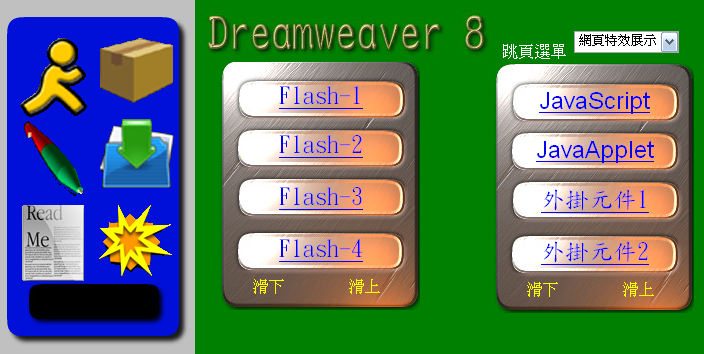 Dreamweaver 8
跳頁選單
網頁特效展示
Read
Me
Flash-1
Flash-2
Flash-3
Flash-4
滑下 滑上
JavaScript
JavaApplet
外掛元件1
外掛元件2
滑下 滑上